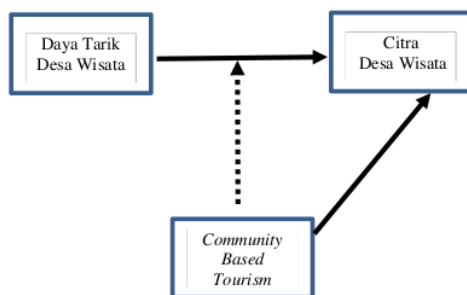 Daya Tarik
Desa Wisata
Citra
Desa Wisata
Community
Based
Tourism